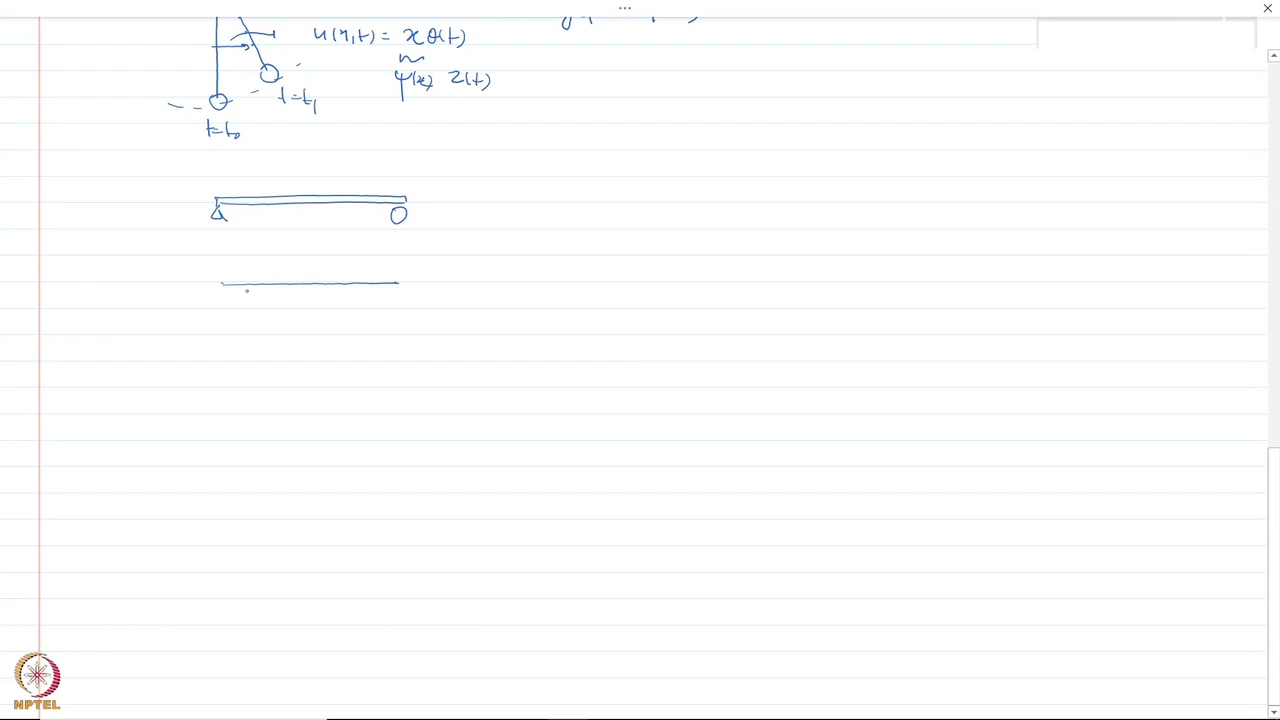 u(x,t) = x θ(t)
ψ(x) z(t)
t=t₁
t=t₀
NPTEL